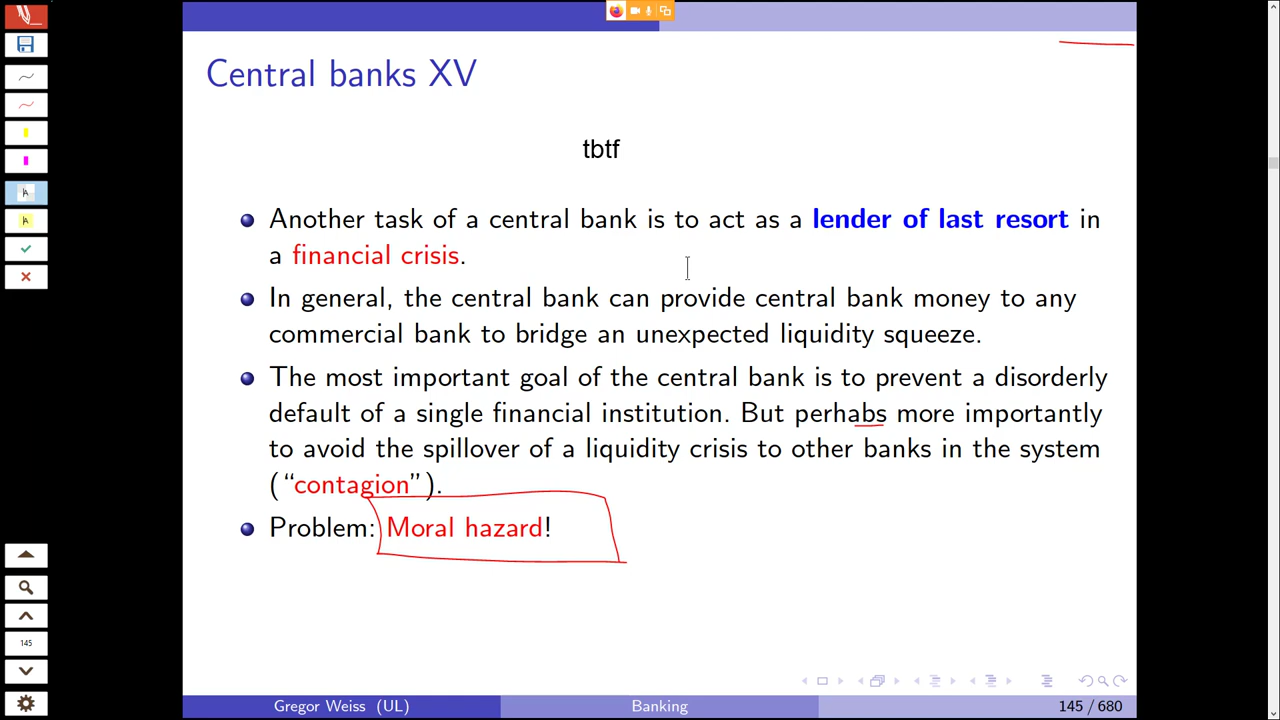 Central banks XV
tbtf
Another task of a central bank is to act as a lender of last resort in
a financial crisis.
In general, the central bank can provide central bank money to any
commercial bank to bridge an unexpected liquidity squeeze.
The most important goal of the central bank is to prevent a disorderly
default of a single financial institution. But perhabs more importantly
to avoid the spillover of a liquidity crisis to other banks in the system
(“contagion”).
Problem: Moral hazard!
145
Gregor Weiss (UL) Banking 145 / 680